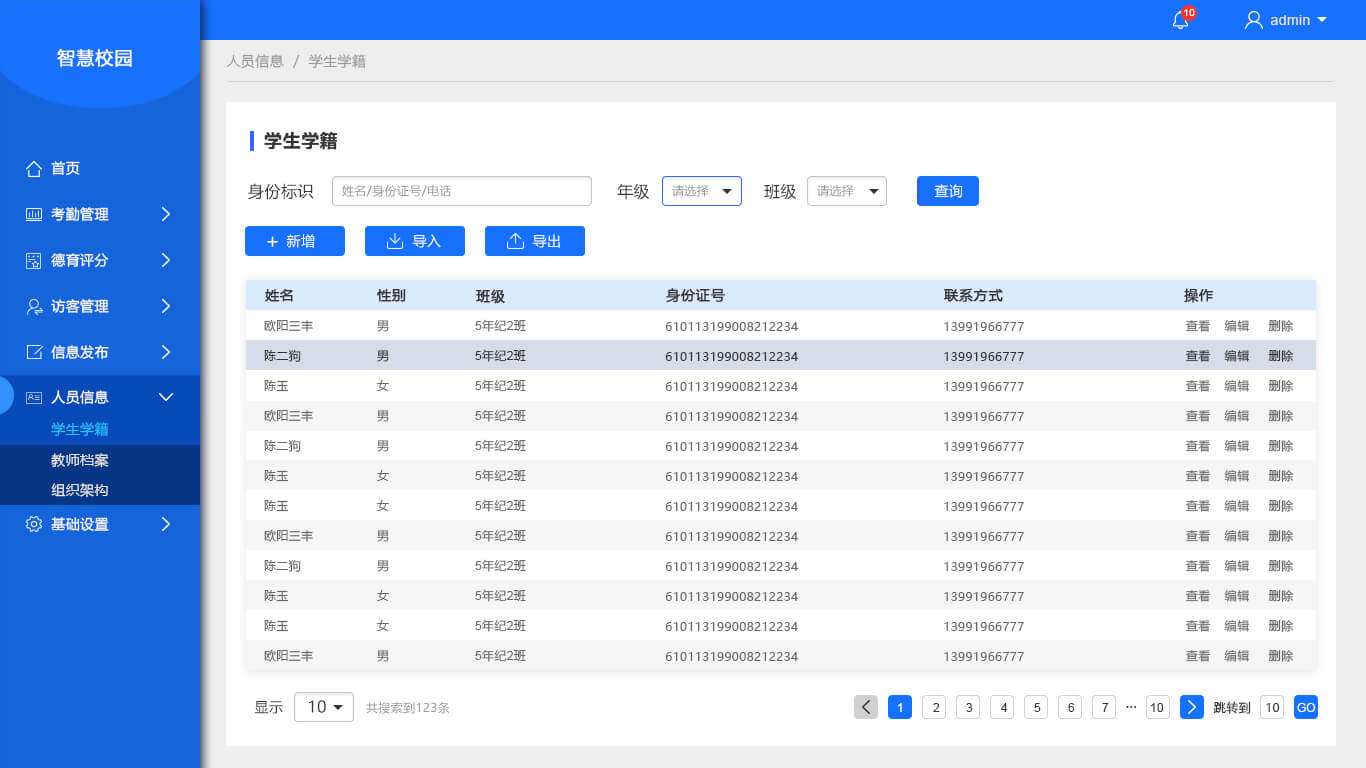 10 admin
智慧校园
人员信息 / 学生学籍
首页
考勤管理
德育评分
访客管理
信息发布
人员信息
学生学籍
教师档案
组织架构
基础设置
学生学籍
身份标识 姓名/身份证号/电话 年级 请选择 班级 请选择 查询
+ 新增 导入 导出
姓名 性别 班级 身份证号 联系方式 操作
欧阳三丰 男 5年纪2班 610113199008212234 13991966777 查看 编辑 删除
陈二狗 男 5年纪2班 610113199008212234 13991966777 查看 编辑 删除
陈玉 女 5年纪2班 610113199008212234 13991966777 查看 编辑 删除
欧阳三丰 男 5年纪2班 610113199008212234 13991966777 查看 编辑 删除
陈二狗 男 5年纪2班 610113199008212234 13991966777 查看 编辑 删除
陈玉 女 5年纪2班 610113199008212234 13991966777 查看 编辑 删除
陈玉 女 5年纪2班 610113199008212234 13991966777 查看 编辑 删除
欧阳三丰 男 5年纪2班 610113199008212234 13991966777 查看 编辑 删除
陈二狗 男 5年纪2班 610113199008212234 13991966777 查看 编辑 删除
陈玉 女 5年纪2班 610113199008212234 13991966777 查看 编辑 删除
陈玉 女 5年纪2班 610113199008212234 13991966777 查看 编辑 删除
欧阳三丰 男 5年纪2班 610113199008212234 13991966777 查看 编辑 删除
显示 10 共搜索到123条 1 2 3 4 5 6 7 ··· 10 跳转到 10 GO